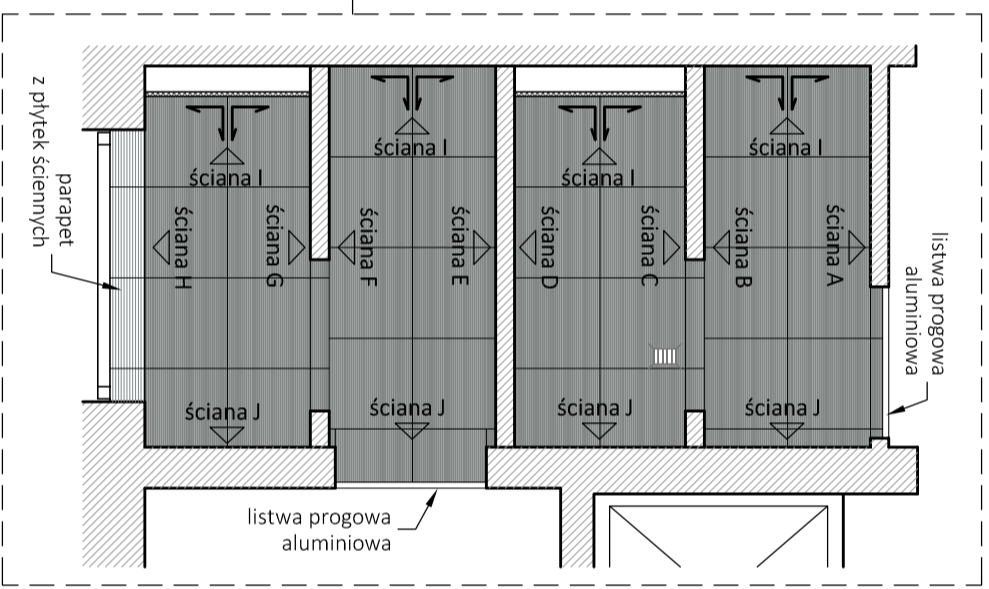 ściana I
ściana I
ściana I
ściana I
ściana H
ściana G
ściana F
ściana E
ściana D
ściana C
ściana B
ściana A
ściana J
ściana J
ściana J
ściana J
parapet
z płytek ściennych
listwa progowa
aluminiowa
listwa progowa
aluminiowa